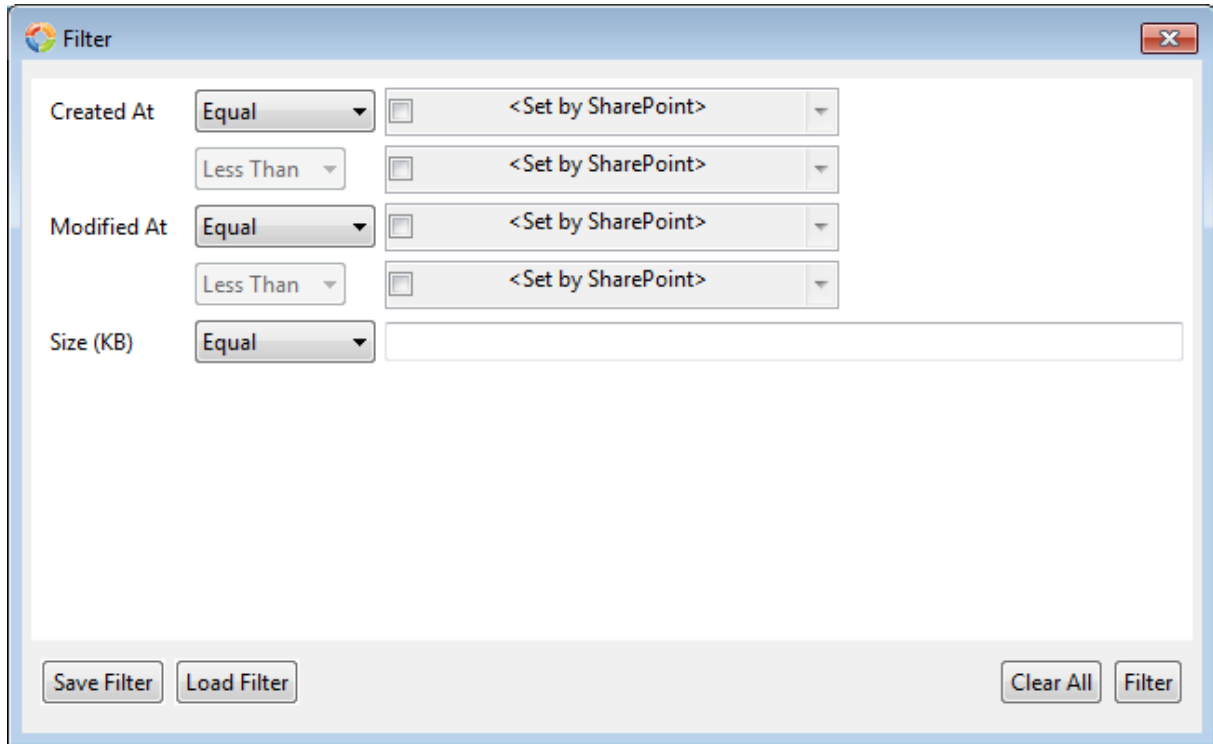 Filter
Created At Equal <Set by SharePoint>
Less Than <Set by SharePoint>
Modified At Equal <Set by SharePoint>
Less Than <Set by SharePoint>
Size (KB) Equal
Save Filter Load Filter Clear All Filter